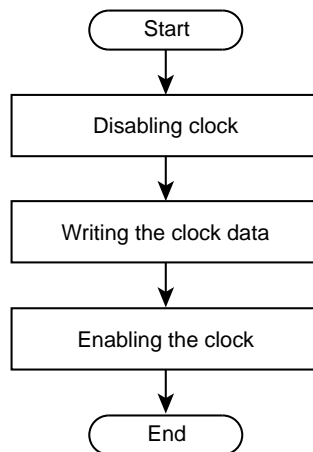 Start
Disabling clock
Writing the clock data
Enabling the clock
End